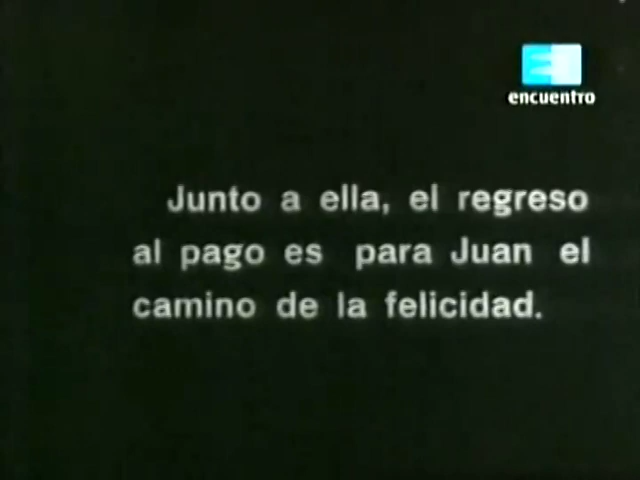 encuentro
Junto a ella, el regreso
al pago es para Juan el
camino de la felicidad.